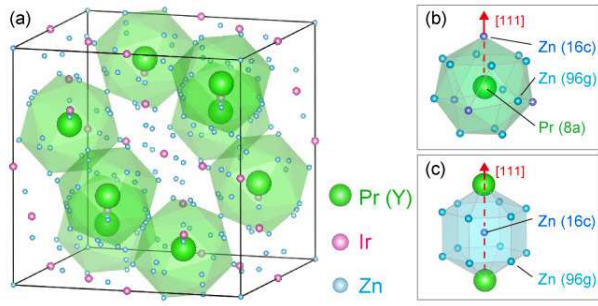 (a)
Pr (Y)
Ir
Zn
(b)
[111]
Zn (16c)
Zn (96g)
Pr (8a)
(c)
[111]
Zn (16c)
Zn (96g)